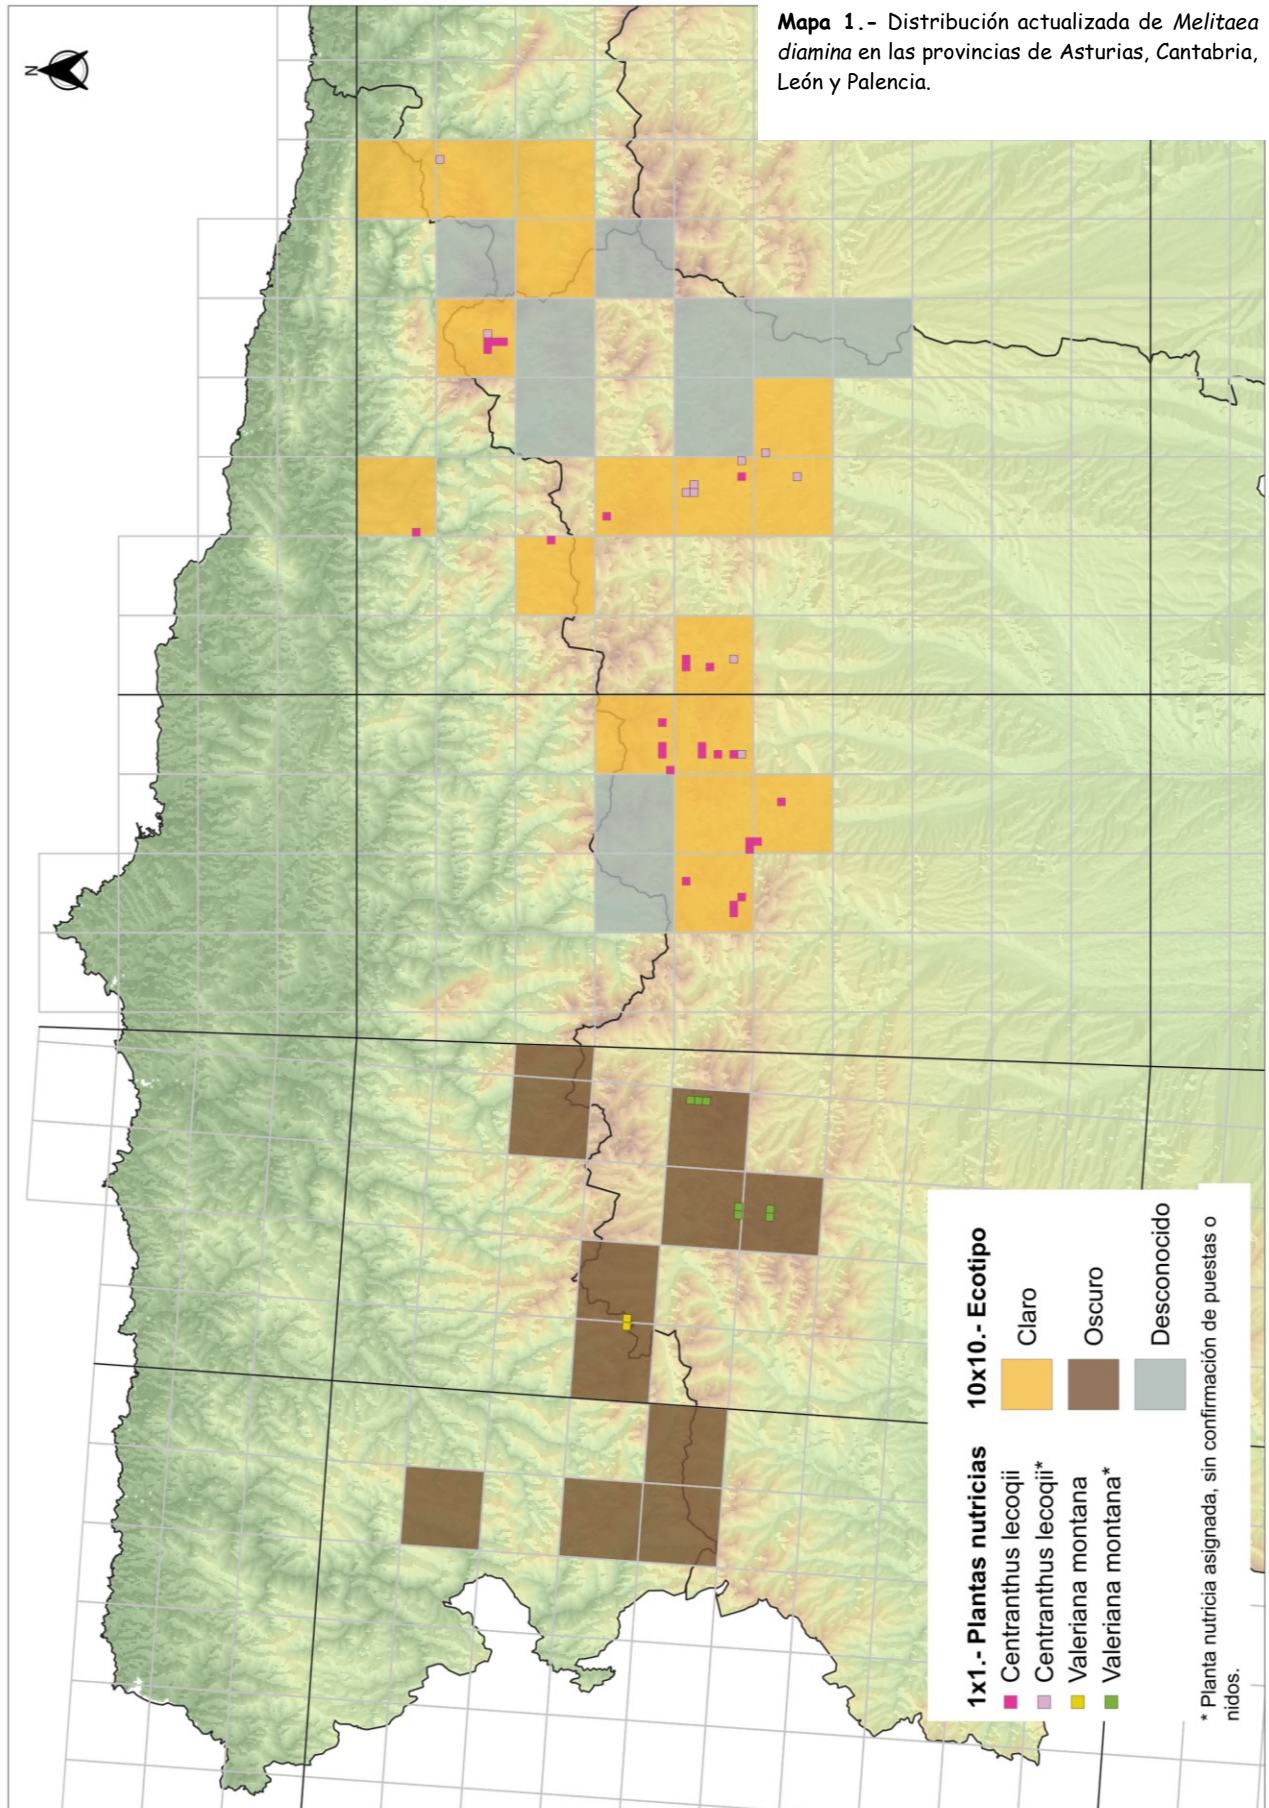 Mapa 1.- Distribución actualizada de Melitaea
diamina en las provincias de Asturias, Cantabria,
León y Palencia.
N
1x1.- Plantas nutricias
Centranthus lecoqii
Centranthus lecoqii*
Valeriana montana
Valeriana montana*
10x10.- Ecotipo
Claro
Oscuro
Desconocido
* Planta nutricia asignada, sin confirmación de puestas o
nidos.